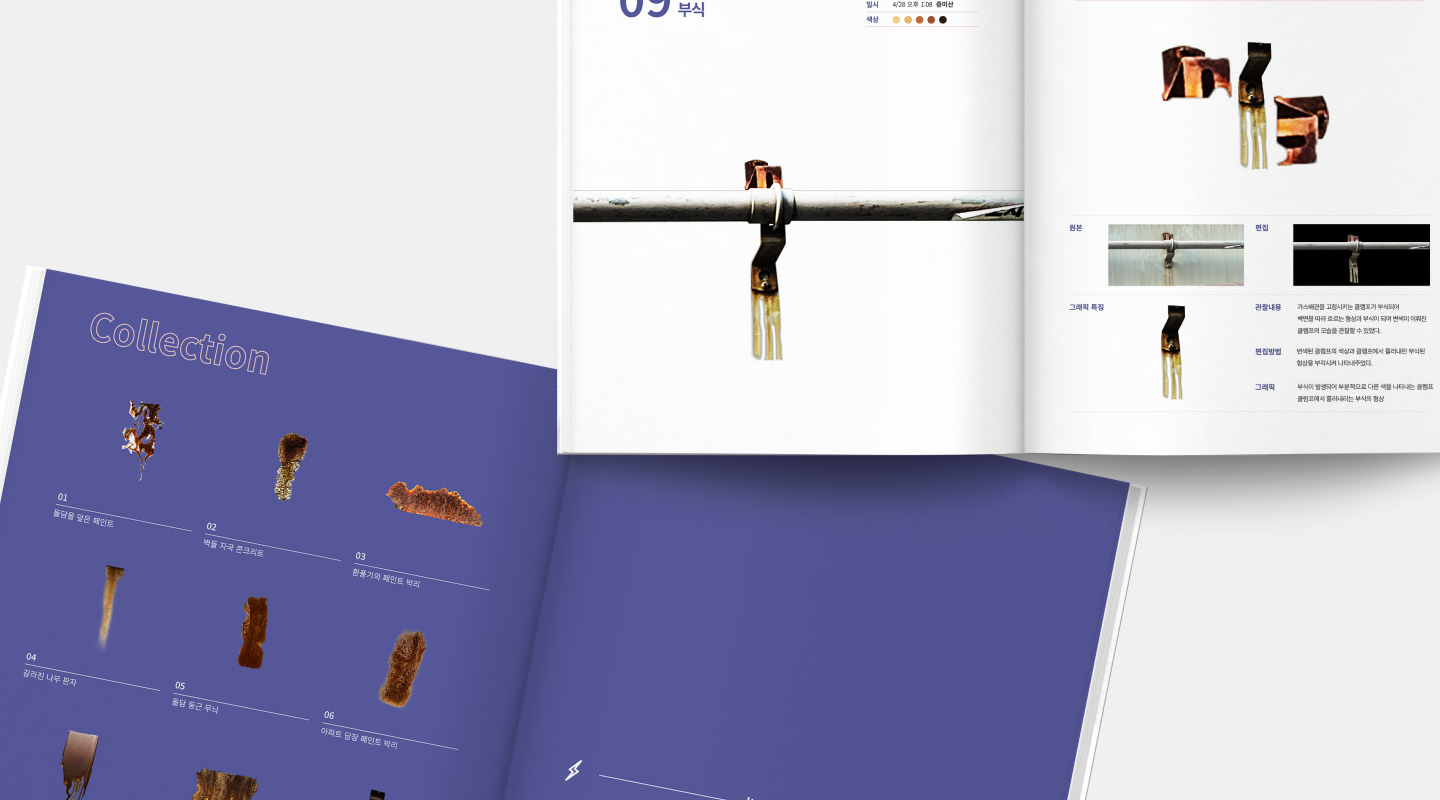 09 부식
일시 4/28 오후 1:08 중미산
색상
원본
편집
그래픽 특징
관찰내용 가스배관을 고정시키는 클램프가 부식되어
벽면을 따라 흐르는 형상과 부식이 되며 변색이 이뤄진
클램프의 모습을 관찰할 수 있었다.
편집방법 변색된 클램프의 색상과 클램프에서 흘러내린 부식된
형상을 부각시켜 나타내주었다.
그래픽 부식이 발생되어 부분적으로 다른 색을 나타내는 클램프
클램프에서 흘러내리는 부식의 형상
Collection
01
돌담을 덮은 페인트
02
벽돌 자국 콘크리트
03
환풍기의 페인트 박리
04
갈라진 나무 판자
05
돌담 둥근 무늬
06
아파트 담장 페인트 박리